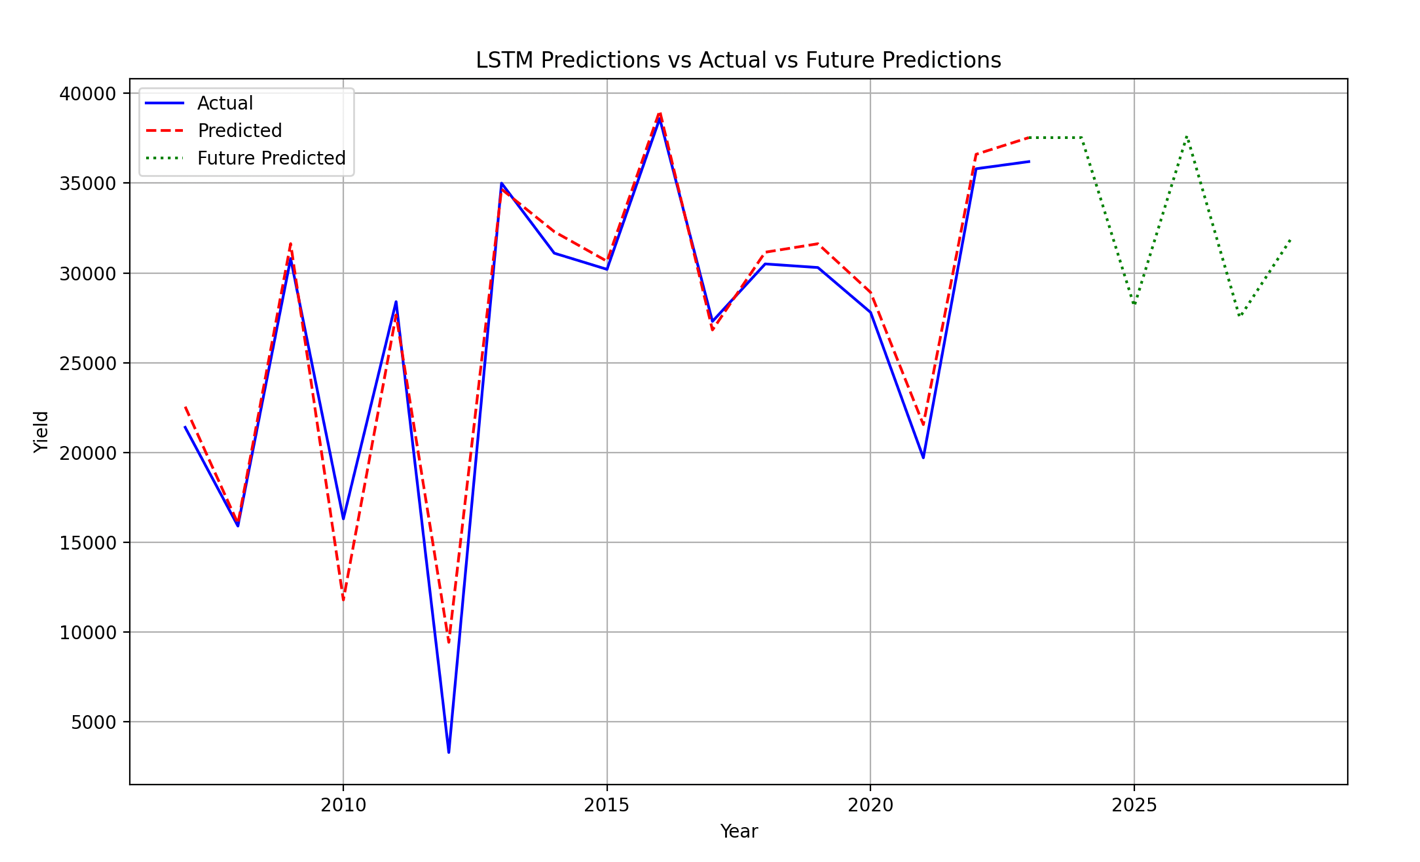 LSTM Predictions vs Actual vs Future Predictions
Actual
Predicted
Future Predicted
40000
35000
30000
25000
20000
15000
10000
5000
Yield
2010
2015
2020
2025
Year